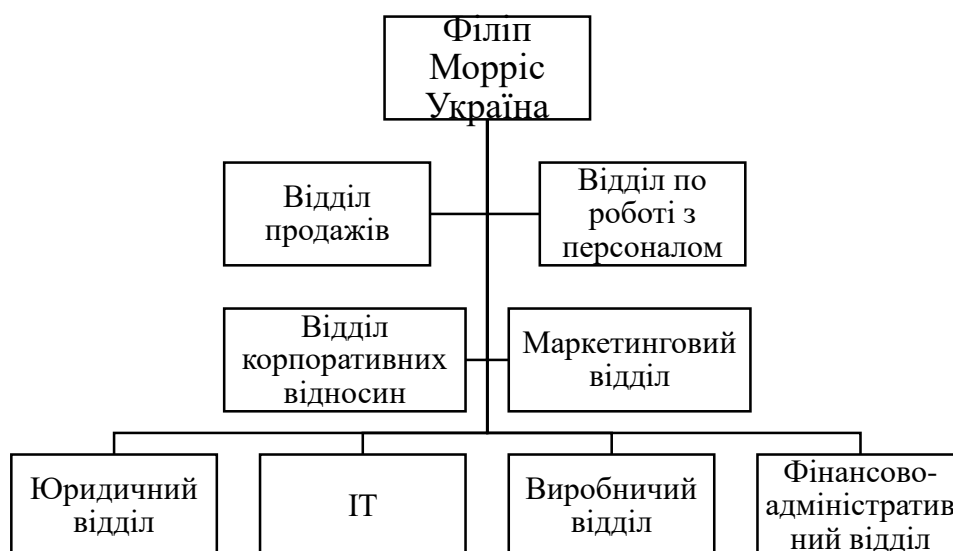 Філіп
Морріс
Україна
Відділ
продажів
Відділ по
роботі з
персоналом
Відділ
корпоративних
відносин
Маркетинговий
відділ
Юридичний
відділ
ІТ
Виробничий
відділ
Фінансово-
адміністратив
ний відділ